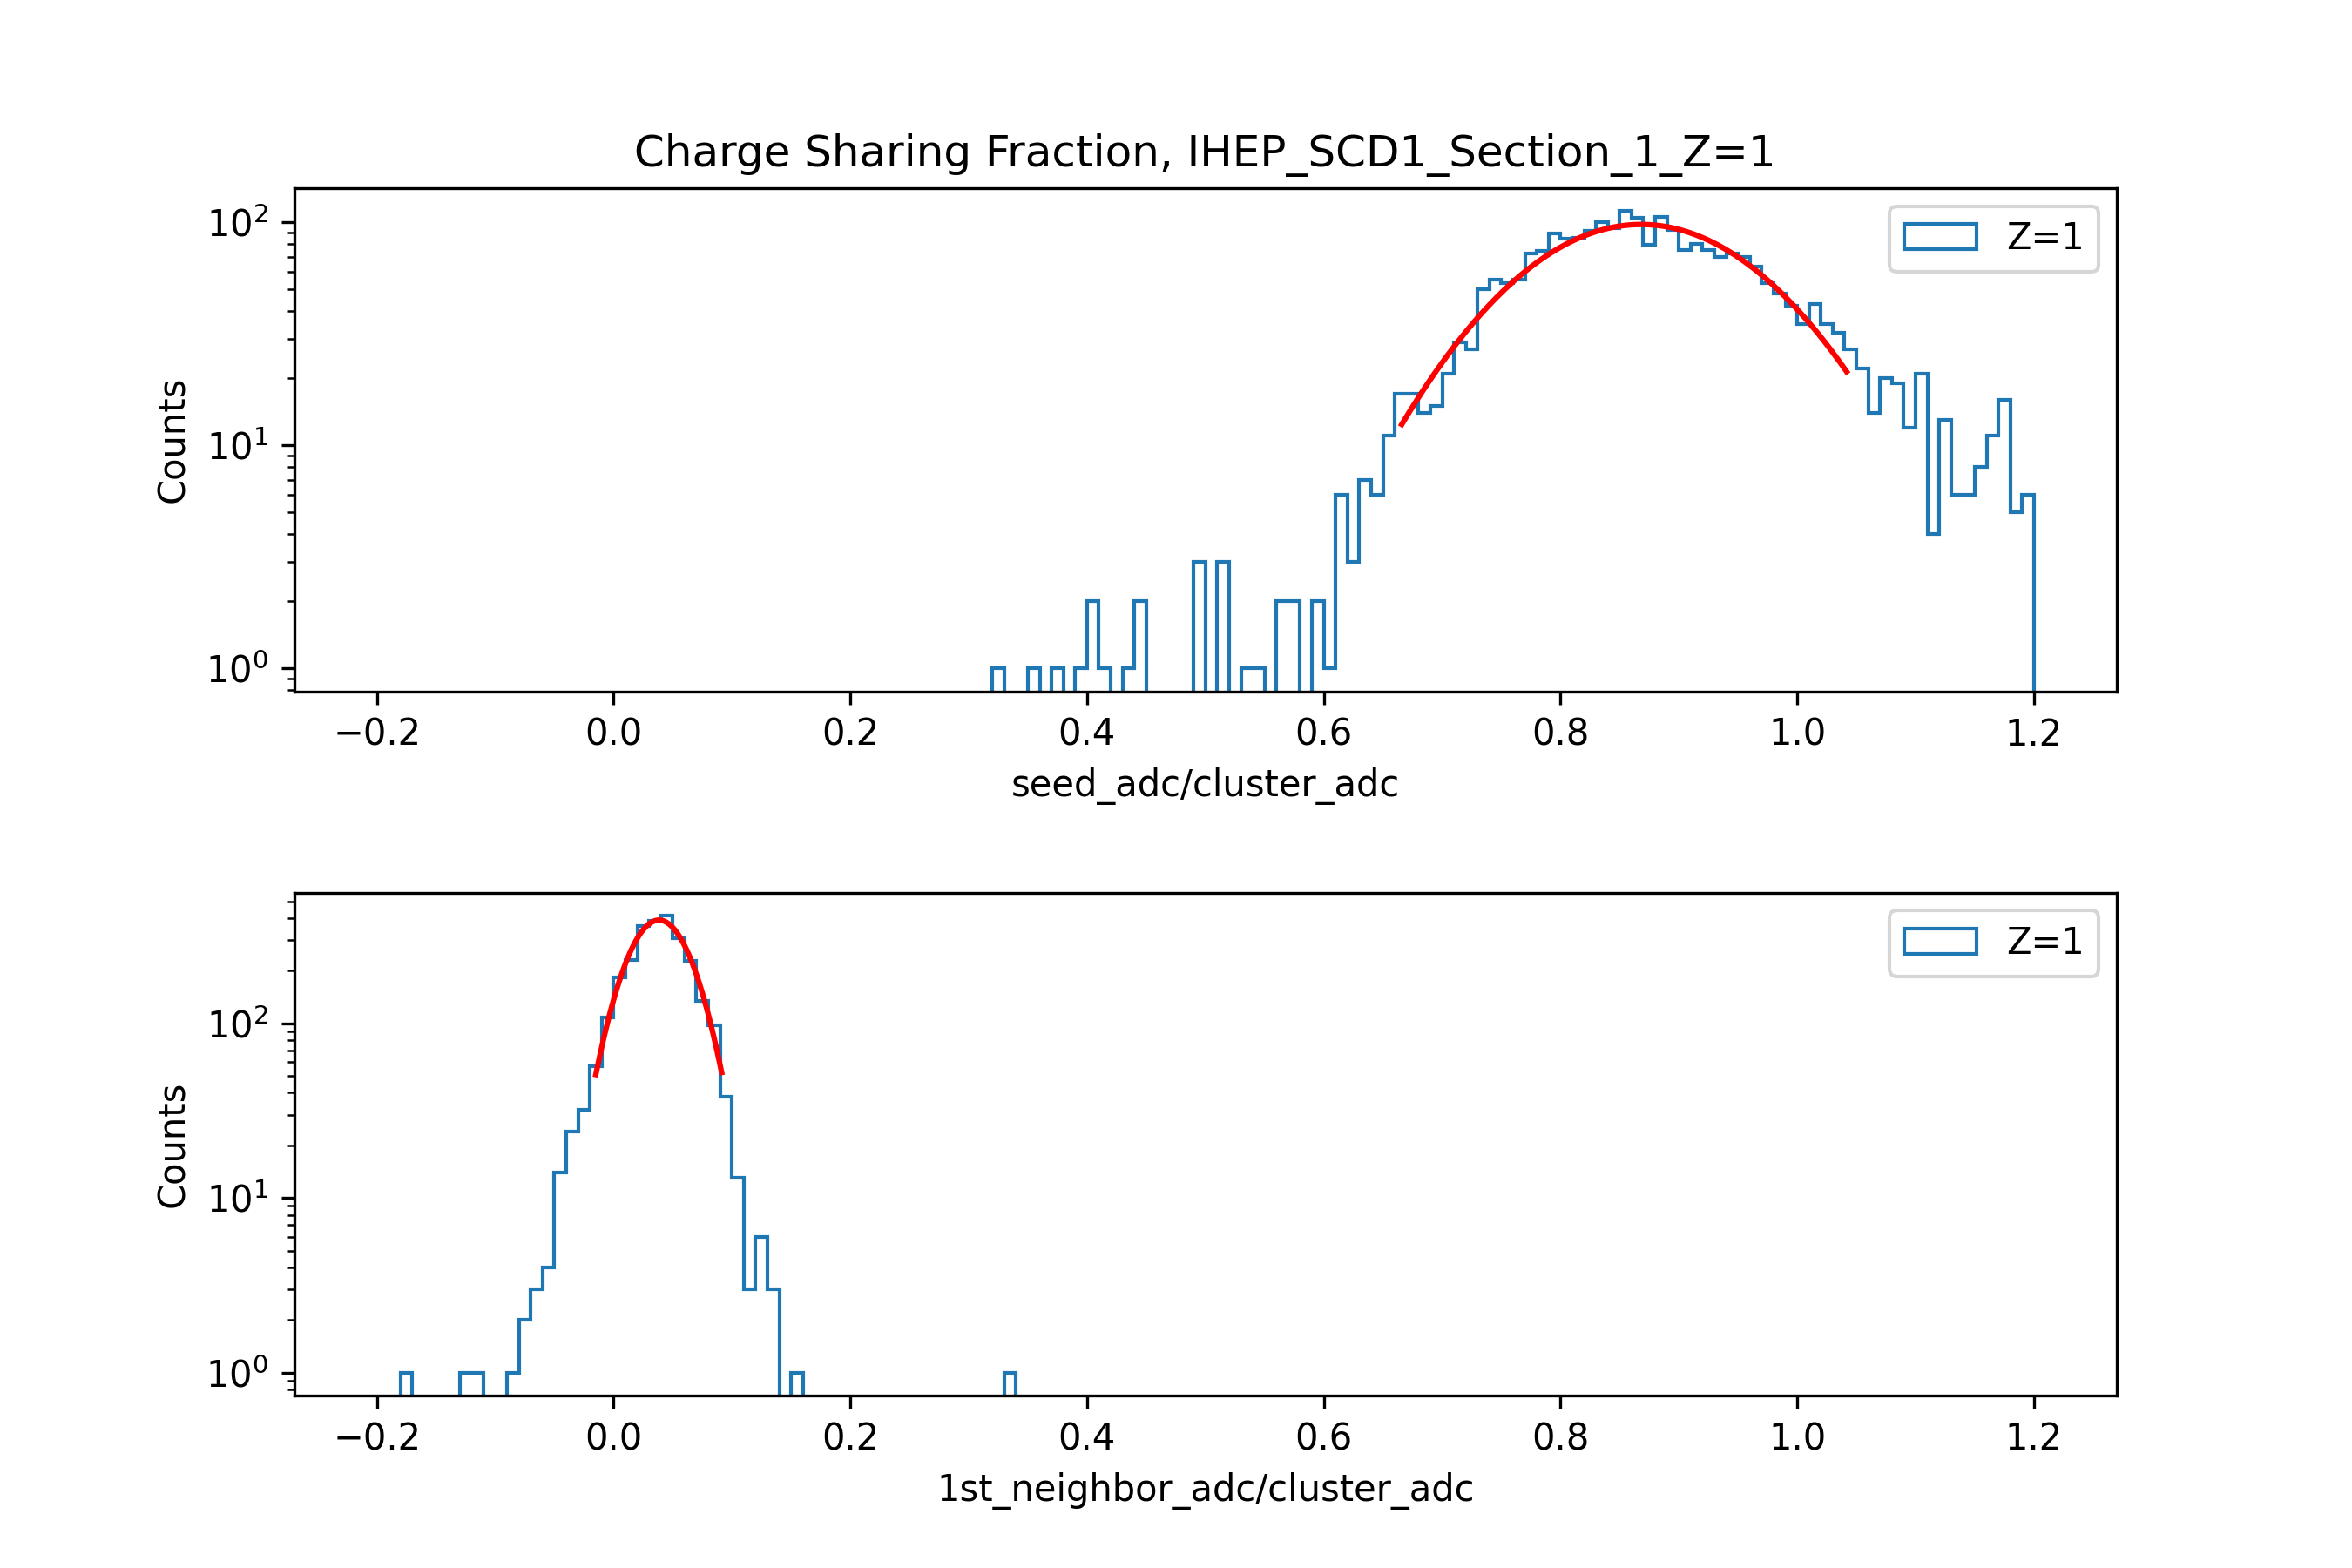 Charge Sharing Fraction, IHEP_SCD1_Section_1_Z=1
10²
10¹
10⁰
Counts
Z=1
−0.2 0.0 0.2 0.4 0.6 0.8 1.0 1.2
seed_adc/cluster_adc
10²
10¹
10⁰
Counts
Z=1
−0.2 0.0 0.2 0.4 0.6 0.8 1.0 1.2
1st_neighbor_adc/cluster_adc